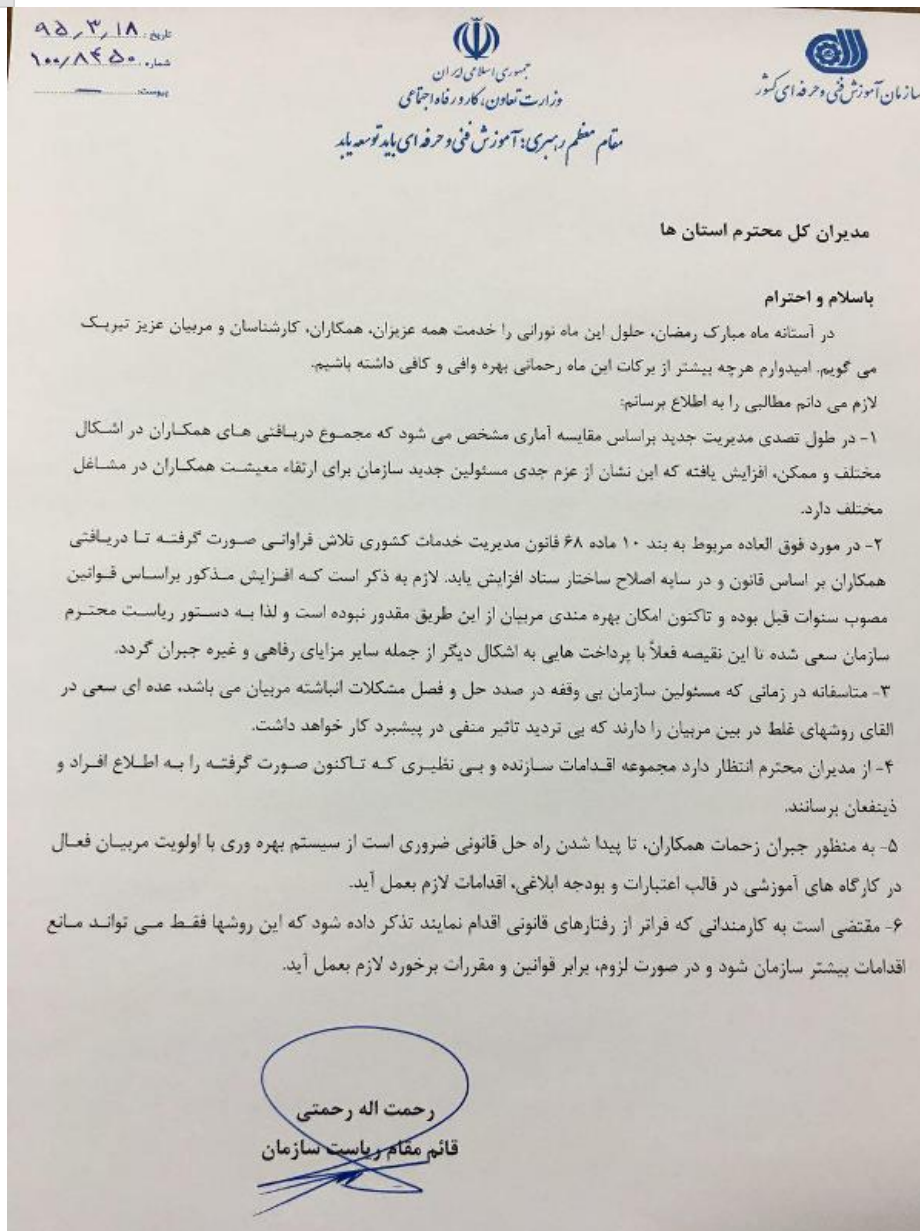 تاریخ: ۹۵٫۳٫۱۸
شماره: ۱۰۰٫۸۴۵۰
پیوست:
جمهوری اسلامی ایران
وزارت تعاون، کار و رفاه اجتماعی
سازمان آموزش فنی و حرفه ای کشور
مقام معظم رهبری: آموزش فنی و حرفه ای باید توسعه یابد
مدیران کل محترم استان ها
باسلام و احترام
در آستانه ماه مبارک رمضان، حلول این ماه نورانی را خدمت همه عزیزان، همکاران، کارشناسان و مربیان عزیز تبریک
می گویم. امیدوارم هرچه بیشتر از برکات این ماه رحمانی بهره وافی و کافی داشته باشیم.
لازم می دانم مطالبی را به اطلاع برسانم:
۱- در طول تصدی مدیریت جدید براساس مقایسه آماری مشخص می شود که مجموع دریافتی های همکاران در اشکال
مختلف و ممکن، افزایش یافته که این نشان از عزم جدی مسئولین جدید سازمان برای ارتقاء معیشت همکاران در مشاغل
مختلف دارد.
۲- در مورد فوق العاده مربوط به بند ۱۰ ماده ۶۸ قانون مدیریت خدمات کشوری تلاش فراوانی صورت گرفته تا دریافتی
همکاران بر اساس قانون و در سایه اصلاح ساختار ستاد افزایش یابد. لازم به ذکر است که افزایش مذکور براساس قوانین
مصوب سنوات قبل بوده و تاکنون امکان بهره مندی مربیان از این طریق مقدور نبوده است و لذا به دستور ریاست محترم
سازمان سعی شده تا این نقیصه فعلاً با پرداخت هایی به اشکال دیگر از جمله سایر مزایای رفاهی و غیره جبران گردد.
۳- متاسفانه در زمانی که مسئولین سازمان بی وقفه در صدد حل و فصل مشکلات انباشته مربیان می باشد، عده ای سعی در
القای روشهای غلط در بین مربیان را دارند که بی تردید تاثیر منفی در پیشبرد کار خواهد داشت.
۴- از مدیران محترم انتظار دارد مجموعه اقدامات سازنده و بی نظیری که تاکنون صورت گرفته را به اطلاع افراد و
ذینفعان برسانند.
۵- به منظور جبران زحمات همکاران، تا پیدا شدن راه حل قانونی ضروری است از سیستم بهره وری با اولویت مربیان فعال
در کارگاه های آموزشی در قالب اعتبارات و بودجه ابلاغی، اقدامات لازم بعمل آید.
۶- مقتضی است به کارمندانی که فراتر از رفتارهای قانونی اقدام نمایند تذکر داده شود که این روشها فقط می تواند مانع
اقدامات بیشتر سازمان شود و در صورت لزوم، برابر قوانین و مقررات برخورد لازم بعمل آید.
رحمت اله رحمتی
قائم مقام ریاست سازمان